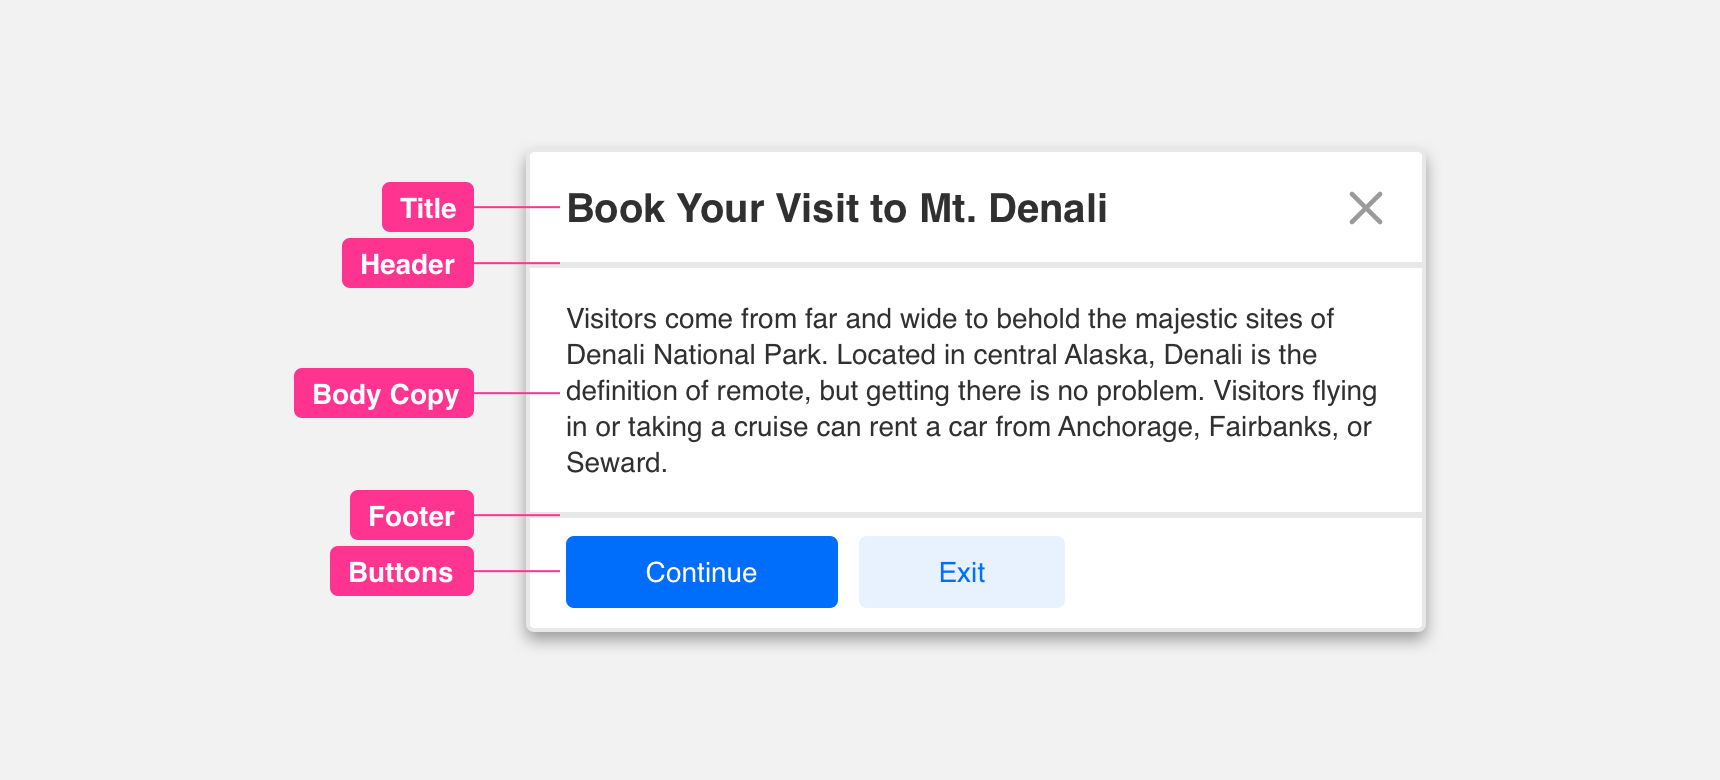 Title
Book Your Visit to Mt. Denali
Header
Visitors come from far and wide to behold the majestic sites of
Denali National Park. Located in central Alaska, Denali is the
Body Copy
definition of remote, but getting there is no problem. Visitors flying
in or taking a cruise can rent a car from Anchorage, Fairbanks, or
Seward.
Footer
Buttons
Continue
Exit